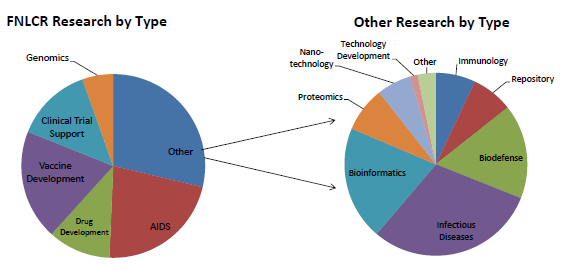 FNLCR Research by Type
Genomics
Clinical Trial
Support
Vaccine
Development
Drug
Development
AIDS
Other
Other Research by Type
Nano-
technology
Technology
Development
Other
Immunology
Repository
Proteomics
Biodefense
Bioinformatics
Infectious
Diseases